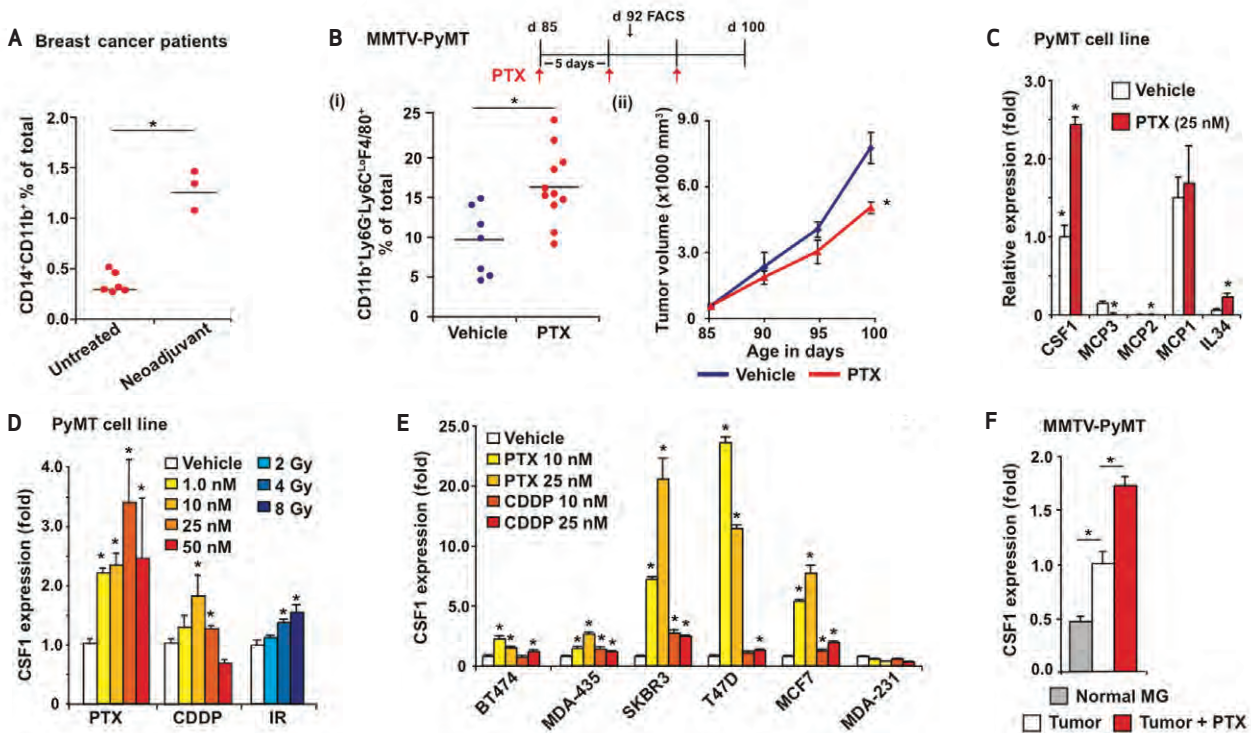 A Breast cancer patients
CD14+CD11b+ % of total
2.0
1.5
1.0
0.5
0.0
*
Untreated
Neoadjuvant
B MMTV-PyMT
d 85
d 92 FACS
d 100
5 days
PTX
(i)
CD11b+Ly6G-Ly6CLoF4/80+
% of total
25
20
15
10
5
0
*
Vehicle
PTX
(ii)
Tumor volume (x1000 mm3)
9.0
6.0
3.0
0.0
*
85 90 95 100
Age in days
Vehicle PTX
C PyMT cell line
Relative expression (fold)
3.0
2.0
1.0
0.0
Vehicle
PTX (25 nM)
* * * * *
CSF1
MCP3
MCP2
MCP1
IL34
D PyMT cell line
CSF1 expression (fold)
4.0
3.0
2.0
1.0
0.0
Vehicle
1.0 nM
10 nM
25 nM
50 nM
2 Gy
4 Gy
8 Gy
* * * * * * * *
PTX CDDP IR
E
CSF1 expression (fold)
25.0
20.0
10.0
5.0
0
Vehicle
PTX 10 nM
PTX 25 nM
CDDP 10 nM
CDDP 25 nM
* * * * * * * * * * * * * * * * * *
BT474
MDA-435
SKBR3
T47D
MCF7
MDA-231
F MMTV-PyMT
CSF1 expression (fold)
2.0
1.5
1.0
0.5
0.0
*
*
Normal MG
Tumor Tumor + PTX